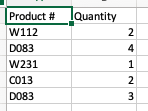 Product # Quantity
W112 2
D083 4
W231 1
C013 2
D083 3